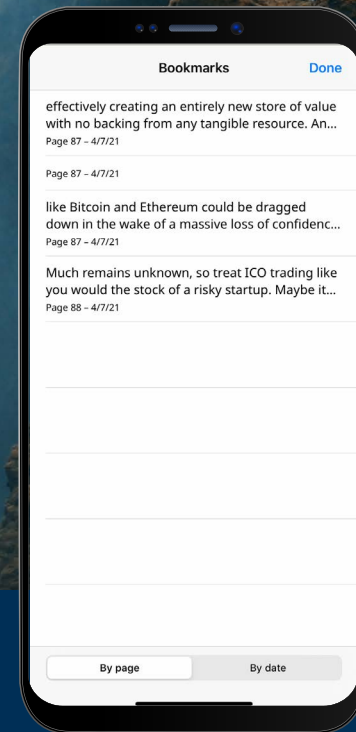 Bookmarks
Done
effectively creating an entirely new store of value
with no backing from any tangible resource. An...
Page 87 – 4/7/21
Page 87 – 4/7/21
like Bitcoin and Ethereum could be dragged
down in the wake of a massive loss of confidenc...
Page 87 – 4/7/21
Much remains unknown, so treat ICO trading like
you would the stock of a risky startup. Maybe it...
Page 88 – 4/7/21
By page
By date